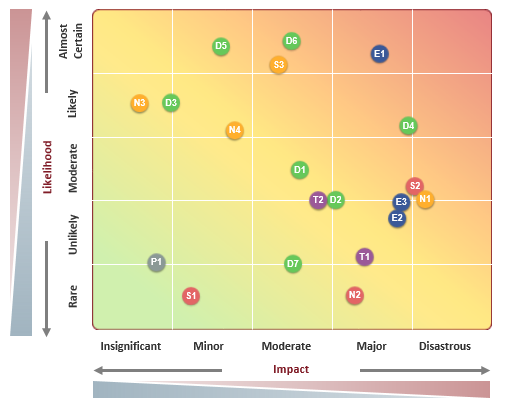 Almost
Certain
Likely
Moderate
Unlikely
Rare
Likelihood
D5
D6
S3
E1
N3
D3
N4
D4
D1
T2
D2
S2
E3
N1
E2
P1
D7
T1
S1
N2
Insignificant
Minor
Moderate
Major
Disastrous
Impact